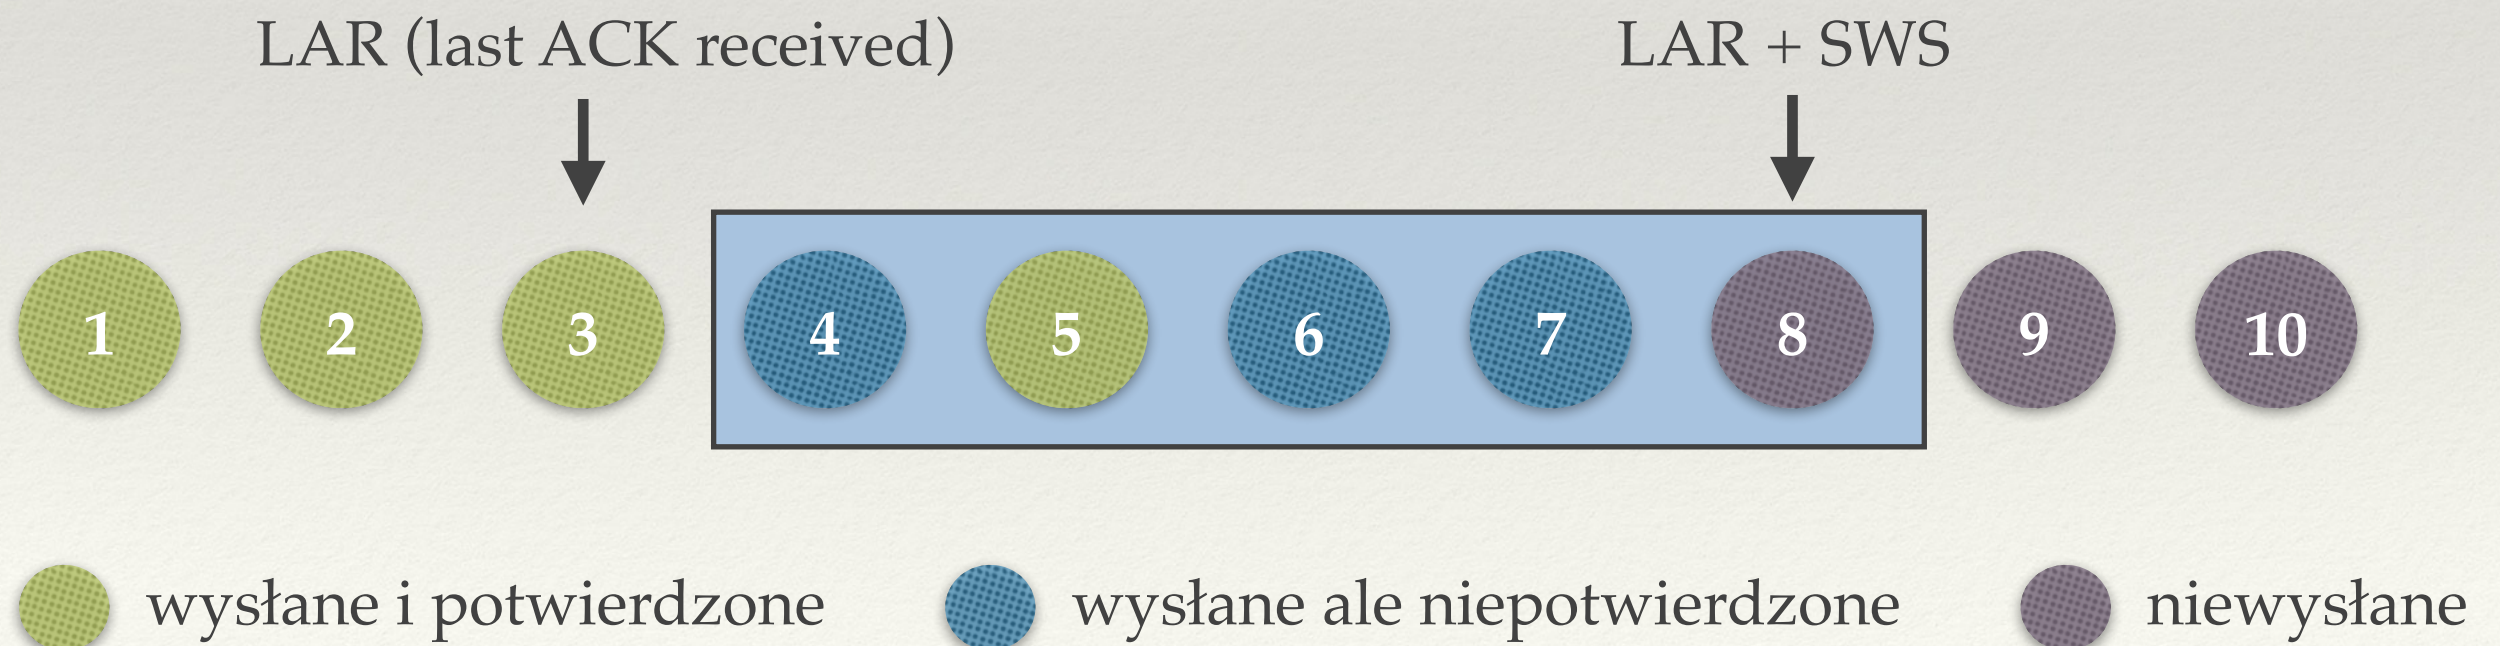 LAR (last ACK received) LAR + SWS
1 2 3 4 5 6 7 8 9 10
wysłane i potwierdzone wysłane ale niepotwierdzone niewysłane